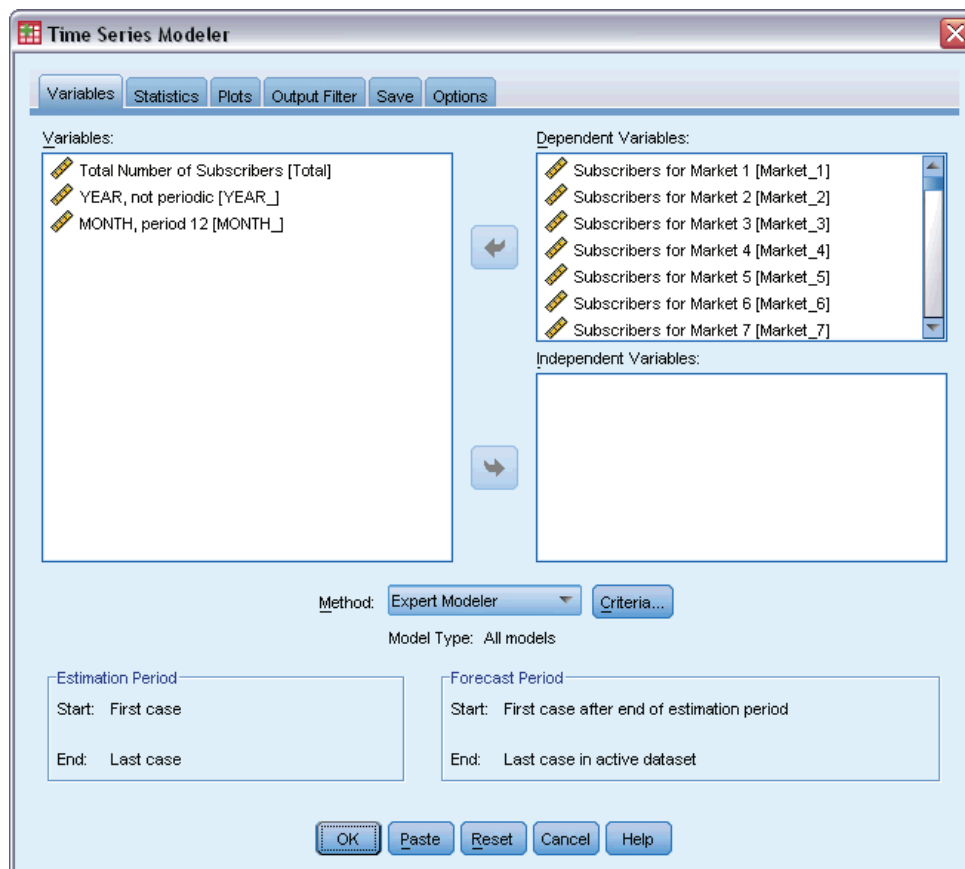 Time Series Modeler
Variables Statistics Plots Output Filter Save Options
Variables:
Total Number of Subscribers [Total]
YEAR, not periodic [YEAR_]
MONTH, period 12 [MONTH_]
Dependent Variables:
Subscribers for Market 1 [Market_1]
Subscribers for Market 2 [Market_2]
Subscribers for Market 3 [Market_3]
Subscribers for Market 4 [Market_4]
Subscribers for Market 5 [Market_5]
Subscribers for Market 6 [Market_6]
Subscribers for Market 7 [Market_7]
Independent Variables:
Method: Expert Modeler Criteria...
Model Type: All models
Estimation Period
Start: First case
End: Last case
Forecast Period
Start: First case after end of estimation period
End: Last case in active dataset
OK Paste Reset Cancel Help